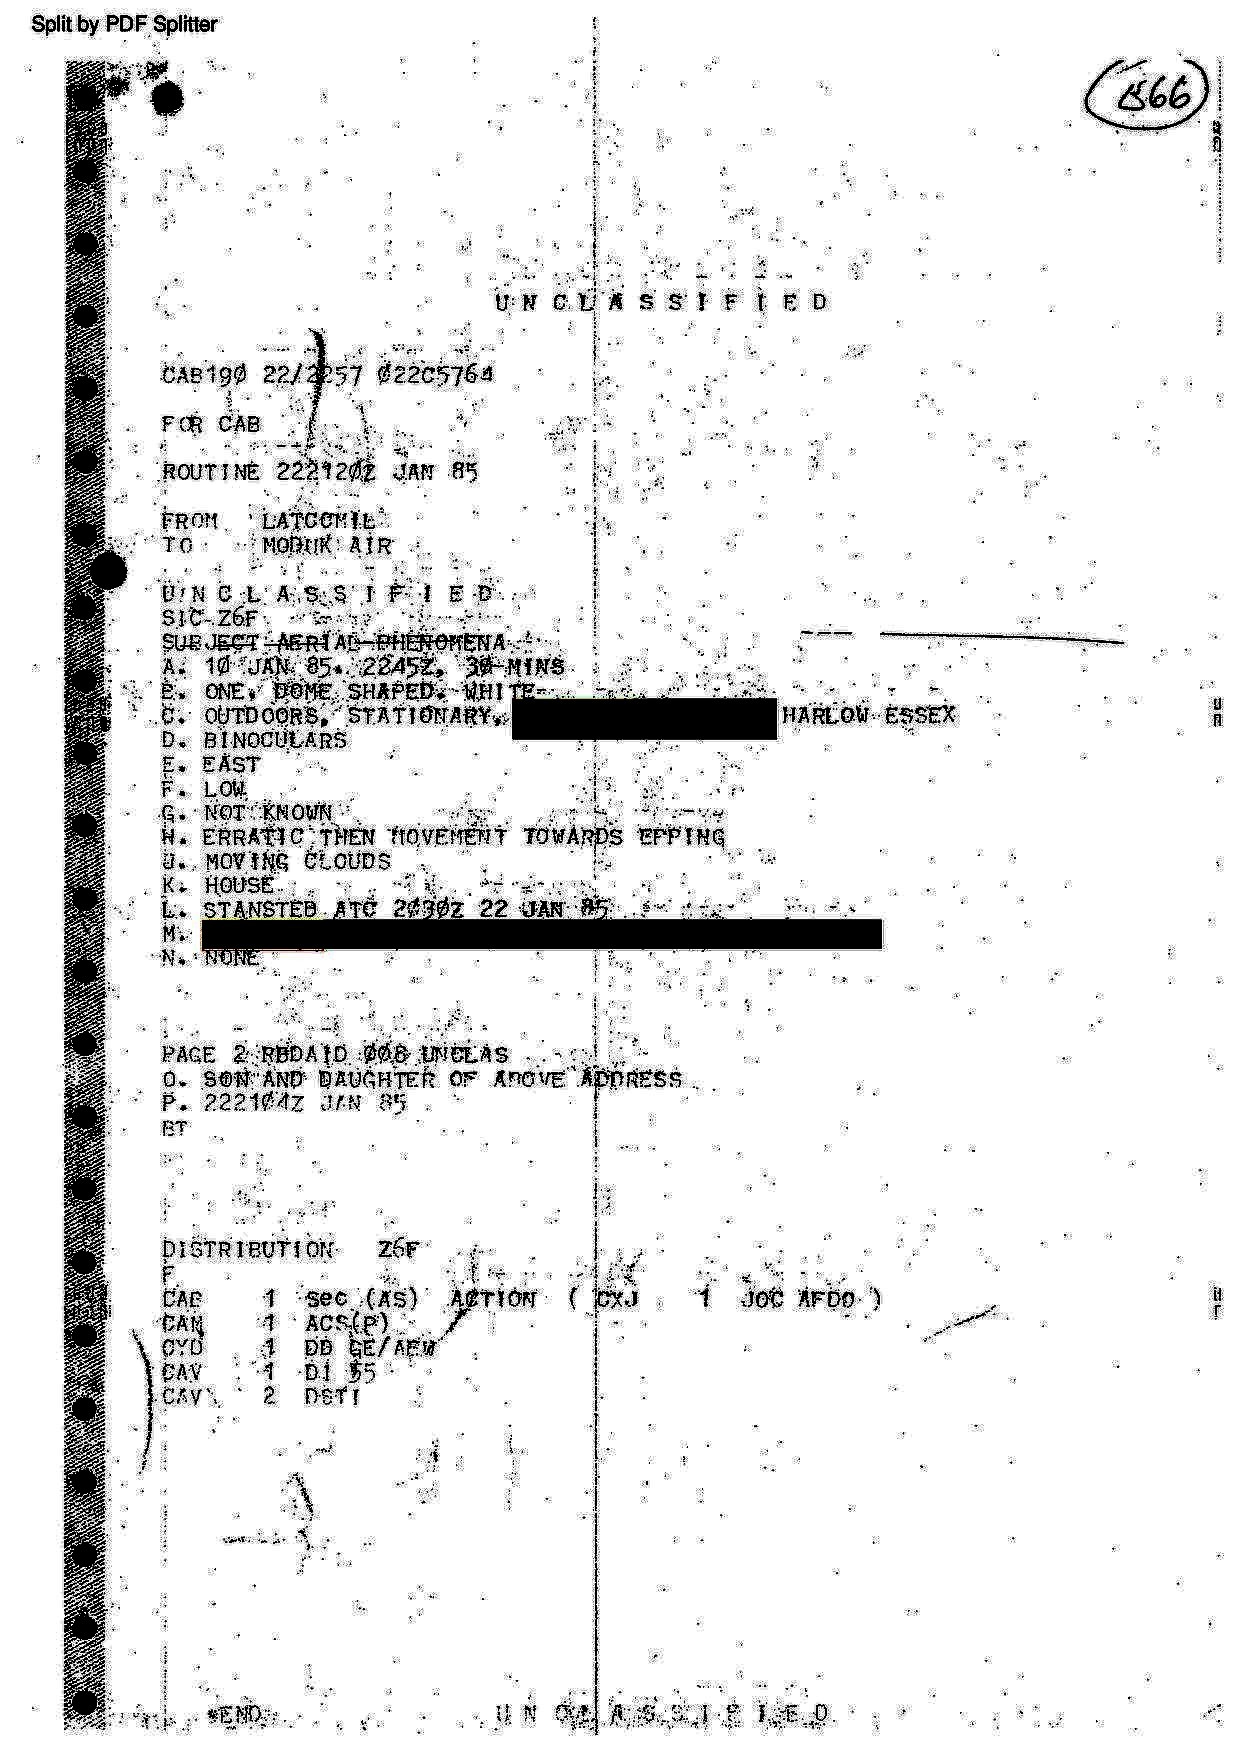 Split by PDF Splitter
UNCLASSIFIED
CAB190 22/2257 022C5764
FOR CAB
ROUTINE 222120Z JAN 85
FROM LATCCMIL
TO MODUK AIR
UNCLASSIFIED
SIC Z6F
SUBJECT AERIAL PHENOMENA
A. 10 JAN 85. 2245Z, 30 MINS
B. ONE, DOME SHAPED. WHITE
C. OUTDOORS, STATIONARY, HARLOW ESSEX
D. BINOCULARS
E. EAST
F. LOW
G. NOT KNOWN
H. ERRATIC THEN MOVEMENT TOWARDS EPPING
J. MOVING CLOUDS
K. HOUSE
L. STANSTED ATC 2030Z 22 JAN 85
M.
N. NONE
PAGE 2 RBDAID 008 UNCLAS
O. SON AND DAUGHTER OF ABOVE ADDRESS
P. 222104Z JAN 85
BT
DISTRIBUTION Z6F
F
CAB 1 Sec (AS) ACTION ( CXJ 1 JOC AFDO )
CAM 1 ACS(P)
CYD 1 DD GE/AEW
CAV 1 DI 55
CAV 2 DSTI
*END
UNCLASSIFIED